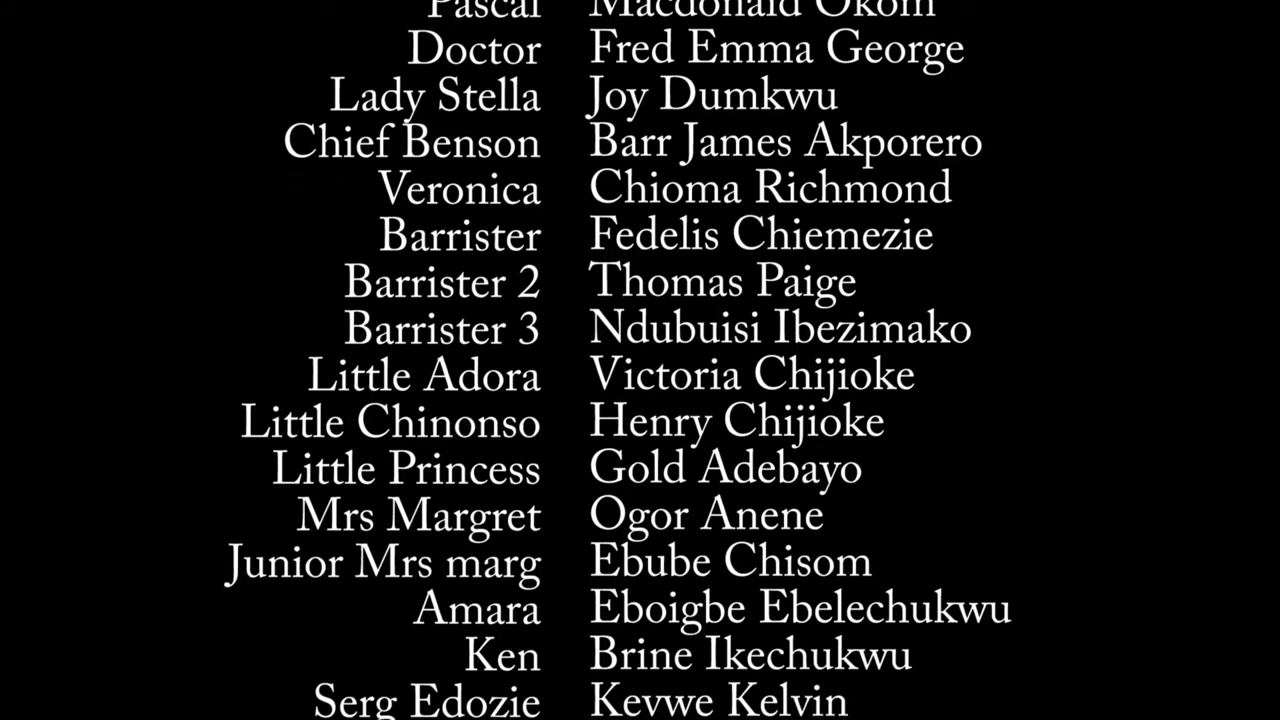 Pascal Macdonald Okom
Doctor Fred Emma George
Lady Stella Joy Dumkwu
Chief Benson Barr James Akporero
Veronica Chioma Richmond
Barrister Fedelis Chiemezie
Barrister 2 Thomas Paige
Barrister 3 Ndubuisi Ibezimako
Little Adora Victoria Chijioke
Little Chinonso Henry Chijioke
Little Princess Gold Adebayo
Mrs Margret Ogor Anene
Junior Mrs marg Ebube Chisom
Amara Eboigbe Ebelechukwu
Ken Brine Ikechukwu
Serg Edozie Kevwe Kelvin